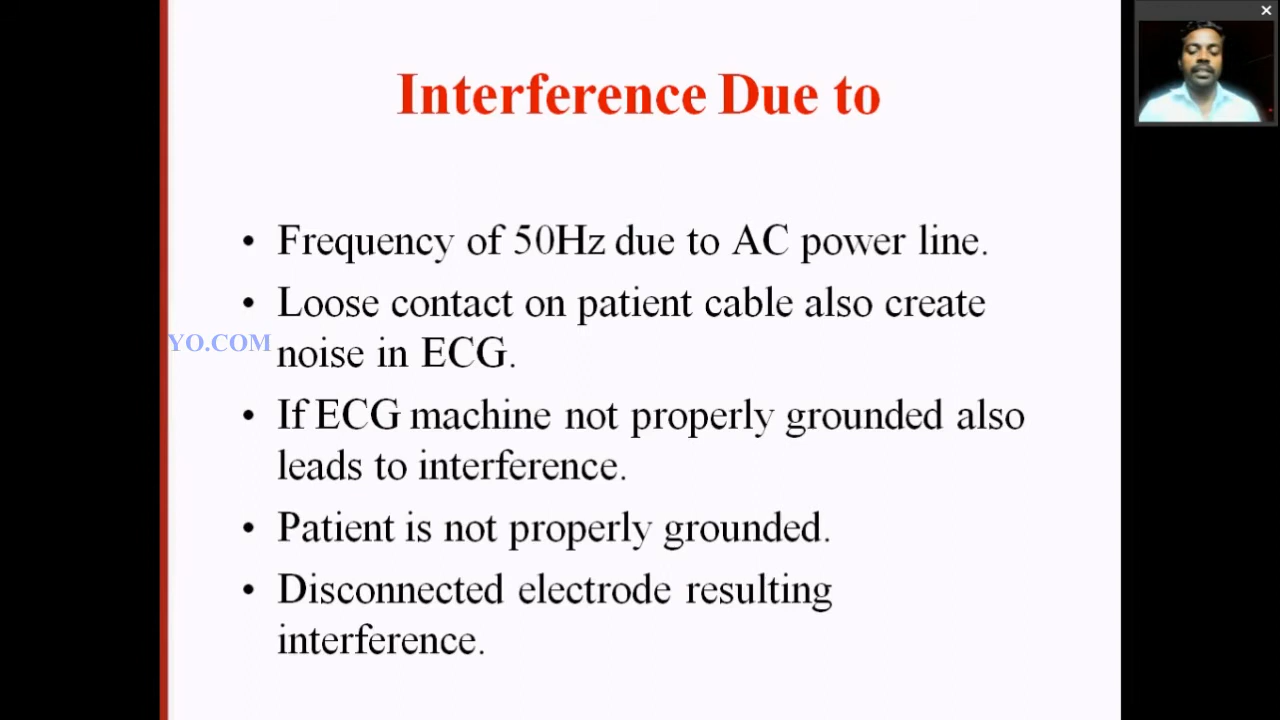 Interference Due to
• Frequency of 50Hz due to AC power line.
• Loose contact on patient cable also create
YO.COM
noise in ECG.
• If ECG machine not properly grounded also
leads to interference.
• Patient is not properly grounded.
• Disconnected electrode resulting
interference.